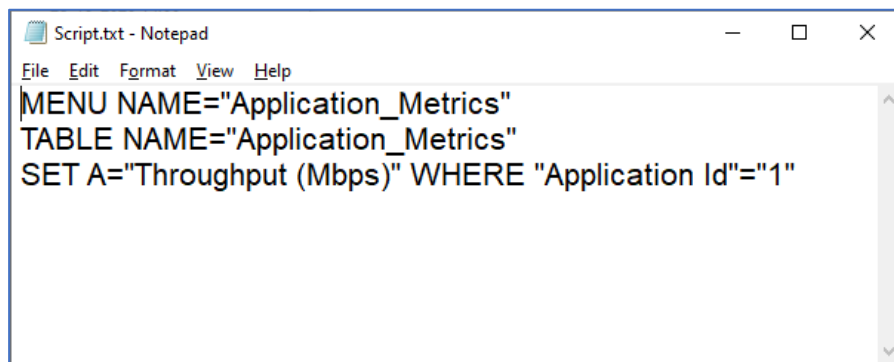 Script.txt - Notepad
File Edit Format View Help
MENU NAME="Application_Metrics"
TABLE NAME="Application_Metrics"
SET A="Throughput (Mbps)" WHERE "Application Id"="1"